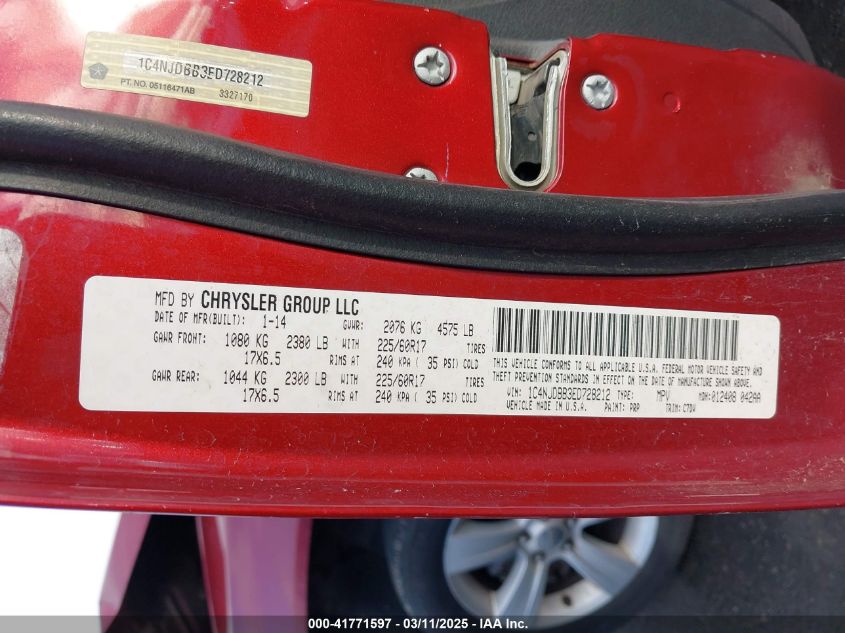 1C4NJDBB3ED728212
PT. NO. 05116471AB 3327170
MFD BY CHRYSLER GROUP LLC
DATE OF MFR(BUILT): 1-14 GVWR: 2076 KG 4575 LB
GAWR FRONT: 1080 KG 2380 LB WITH 225/60R17 TIRES
17X6.5 RIMS AT 240 KPA ( 35 PSI) COLD
GAWR REAR: 1044 KG 2300 LB WITH 225/60R17 TIRES
17X6.5 RIMS AT 240 KPA ( 35 PSI) COLD
THIS VEHICLE CONFORMS TO ALL APPLICABLE U.S.A. FEDERAL MOTOR VEHICLE SAFETY AND
THEFT PREVENTION STANDARDS IN EFFECT ON THE DATE OF MANUFACTURE SHOWN ABOVE.
VIN: 1C4NJDBB3ED728212 TYPE: MPV MDH:012408 042AA
VEHICLE MADE IN U.S.A. PAINT: PRP TRIM: C7DV
000-41771597 - 03/11/2025 - IAA Inc.